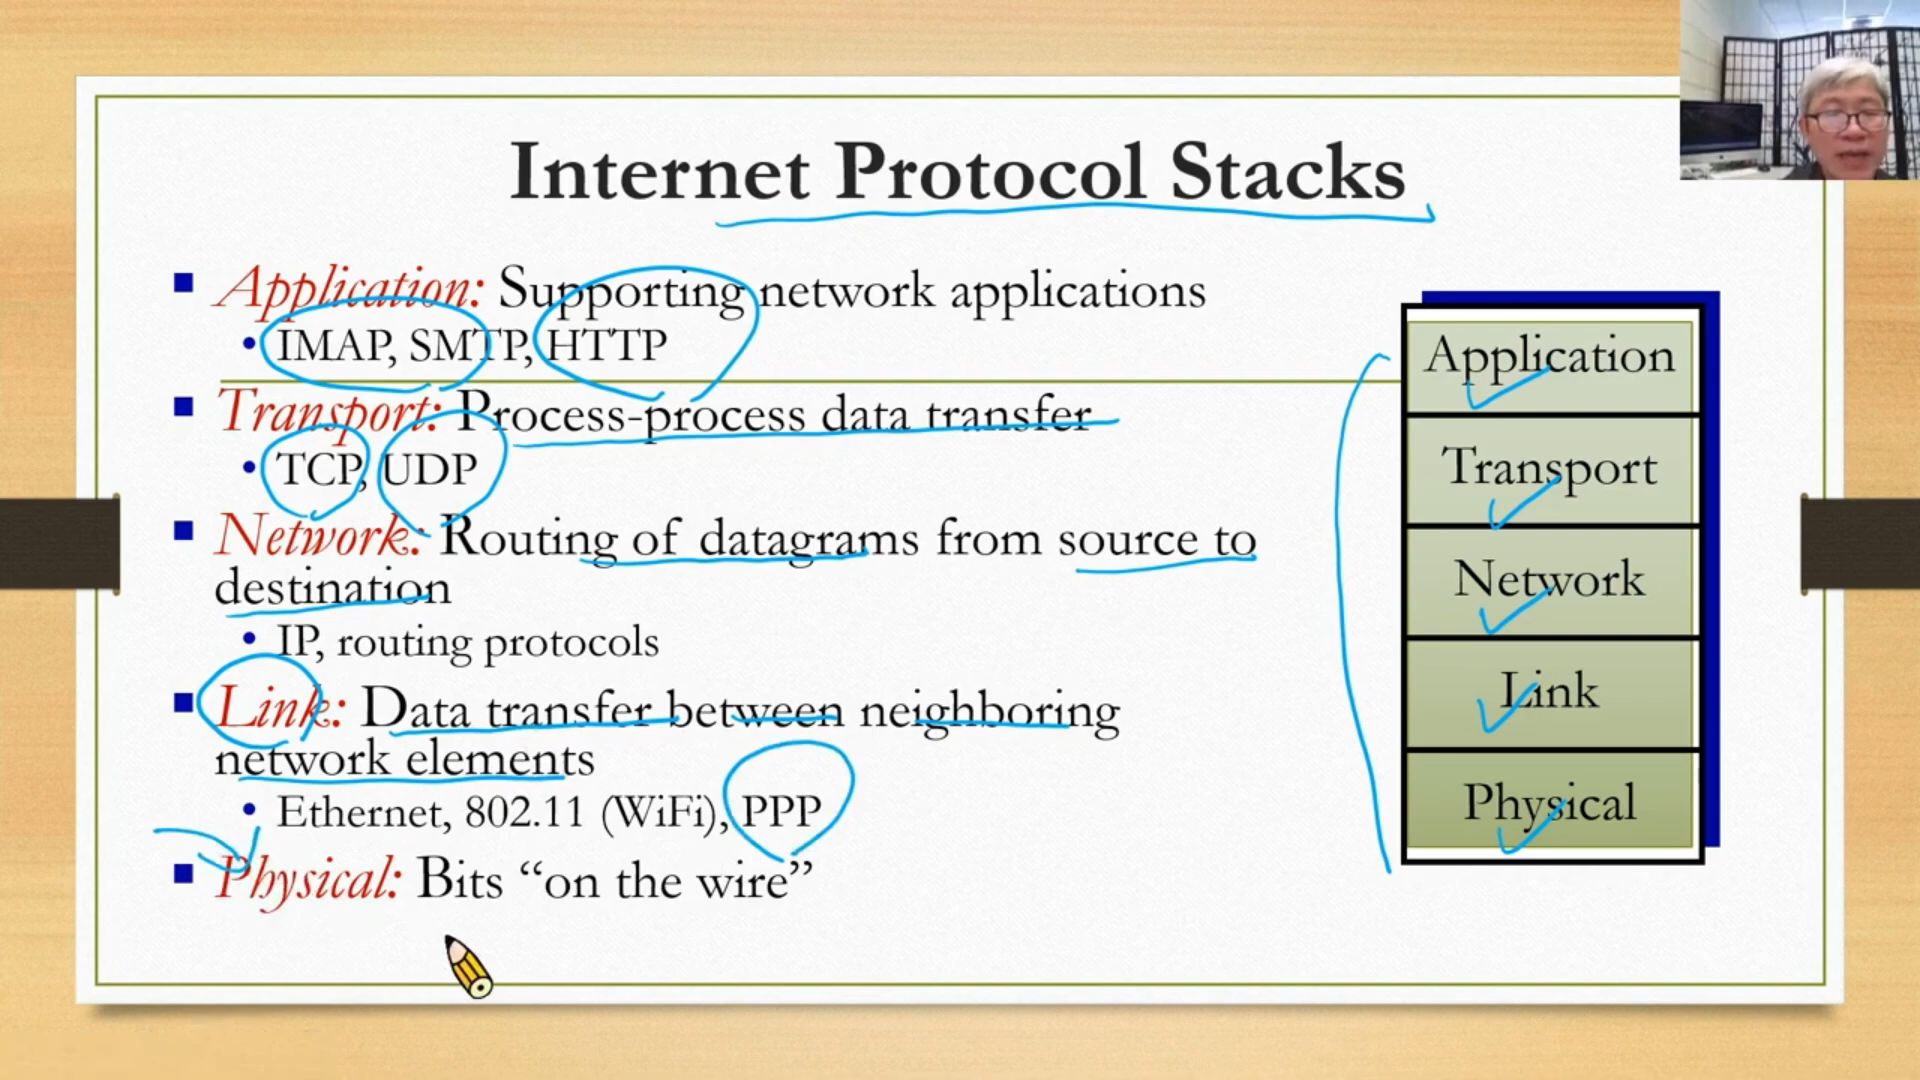 Internet Protocol Stacks
Application: Supporting network applications
IMAP, SMTP, HTTP
Transport: Process-process data transfer
TCP, UDP
Network: Routing of datagrams from source to
destination
IP, routing protocols
Link: Data transfer between neighboring
network elements
Ethernet, 802.11 (WiFi), PPP
Physical: Bits “on the wire”
Application
Transport
Network
Link
Physical